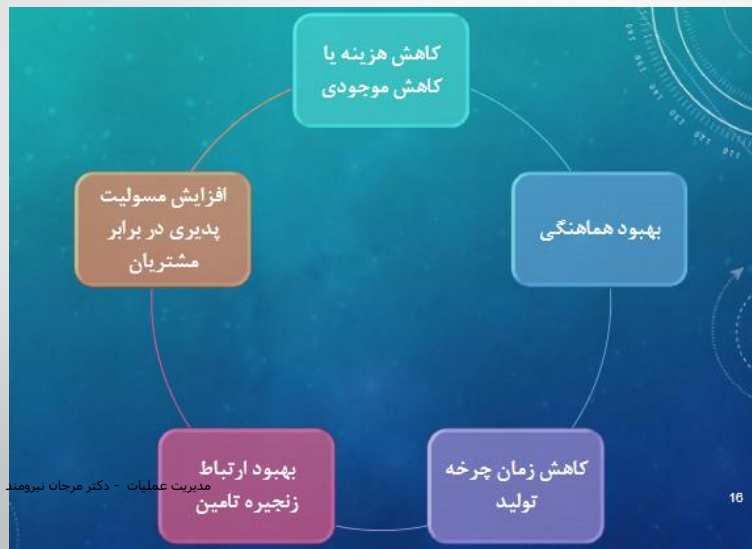 کاهش هزینه یا
کاهش موجودی
بهبود هماهنگی
کاهش زمان چرخه
تولید
بهبود ارتباط
زنجیره تامین
افزایش مسولیت
پدیری در برابر
مشتریان
مدیریت عملیات - دکتر مرجان نیرومند
16